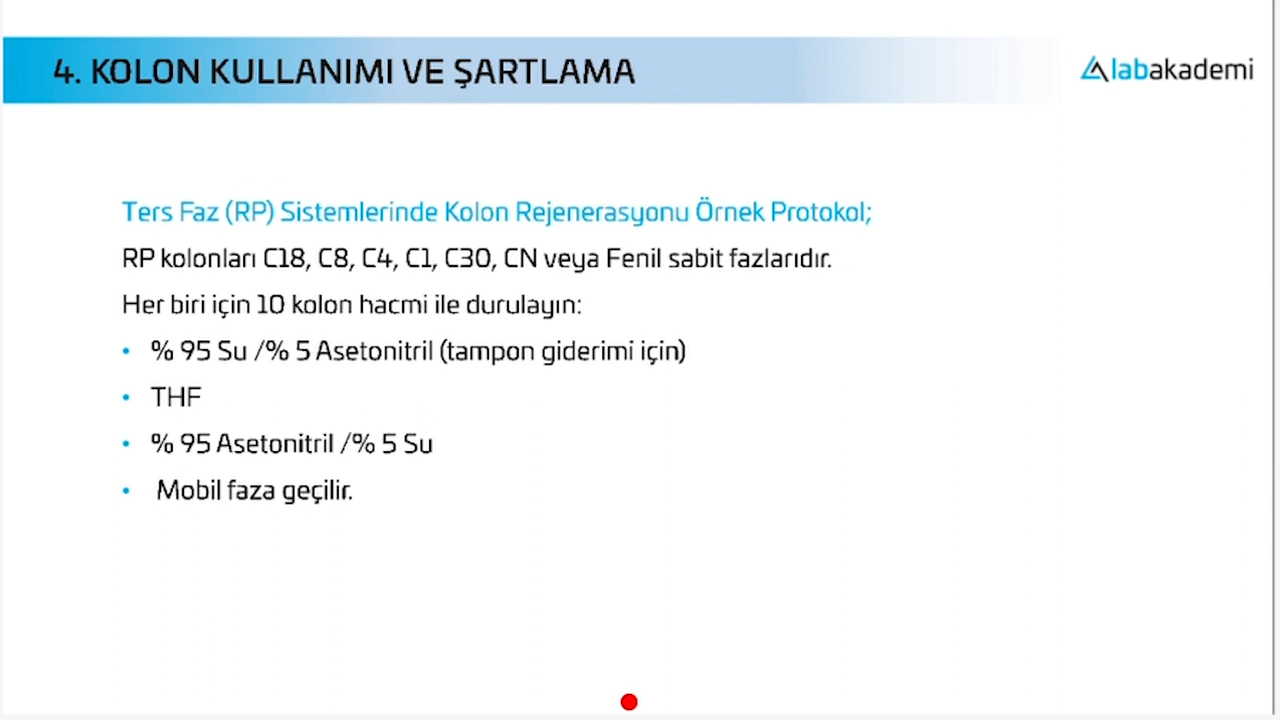 4. KOLON KULLANIMI VE ŞARTLAMA
labakademi
Ters Faz (RP) Sistemlerinde Kolon Rejenerasyonu Örnek Protokol;
RP kolonları C18, C8, C4, C1, C30, CN veya Fenil sabit fazlarıdır.
Her biri için 10 kolon hacmi ile durulayın:
• % 95 Su /% 5 Asetonitril (tampon giderimi için)
• THF
• % 95 Asetonitril /% 5 Su
• Mobil faza geçilir.